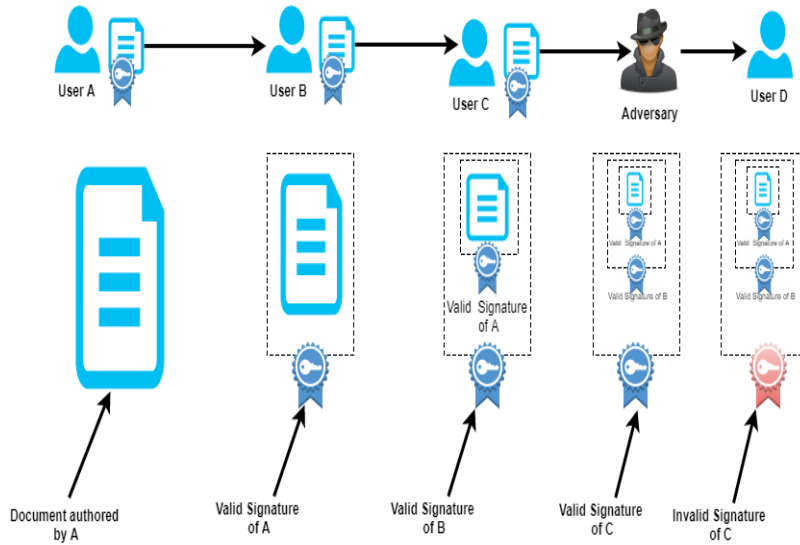 User A
User B
User C
Adversary
User D
Valid Signature
of A
Valid Signature of A
Valid Signature of B
Valid Signature of A
Valid Signature of B
Document authored
by A
Valid Signature
of A
Valid Signature
of B
Valid Signature
of C
Invalid Signature
of C